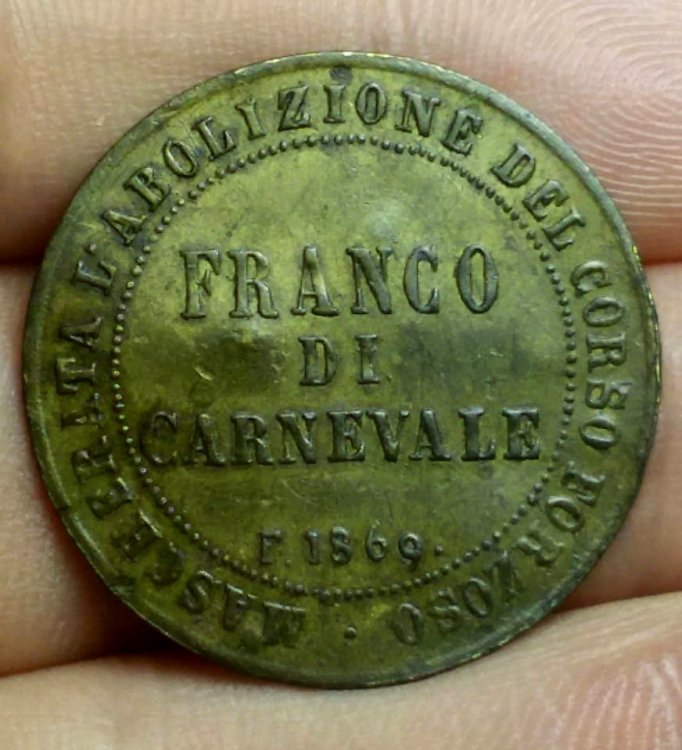 MASCHERATA L'ABOLIZIONE DEL CORSO FORZOSO ·
FRANCO
DI
CARNEVALE
F. 1869.